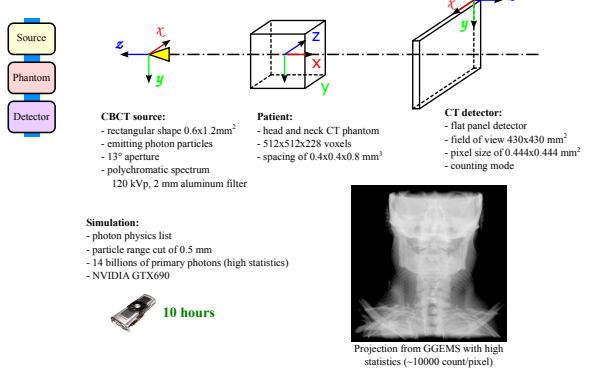 Source
Phantom
Detector
z
x
y
z
x
y
x
y
CBCT source:
- rectangular shape 0.6x1.2mm²
- emitting photon particles
- 13° aperture
- polychromatic spectrum
120 kVp, 2 mm aluminum filter
Patient:
- head and neck CT phantom
- 512x512x228 voxels
- spacing of 0.4x0.4x0.8 mm³
CT detector:
- flat panel detector
- field of view 430x430 mm²
- pixel size of 0.444x0.444 mm²
- counting mode
Simulation:
- photon physics list
- particle range cut of 0.5 mm
- 14 billions of primary photons (high statistics)
- NVIDIA GTX690
10 hours
Projection from GGEMS with high
statistics (~10000 count/pixel)